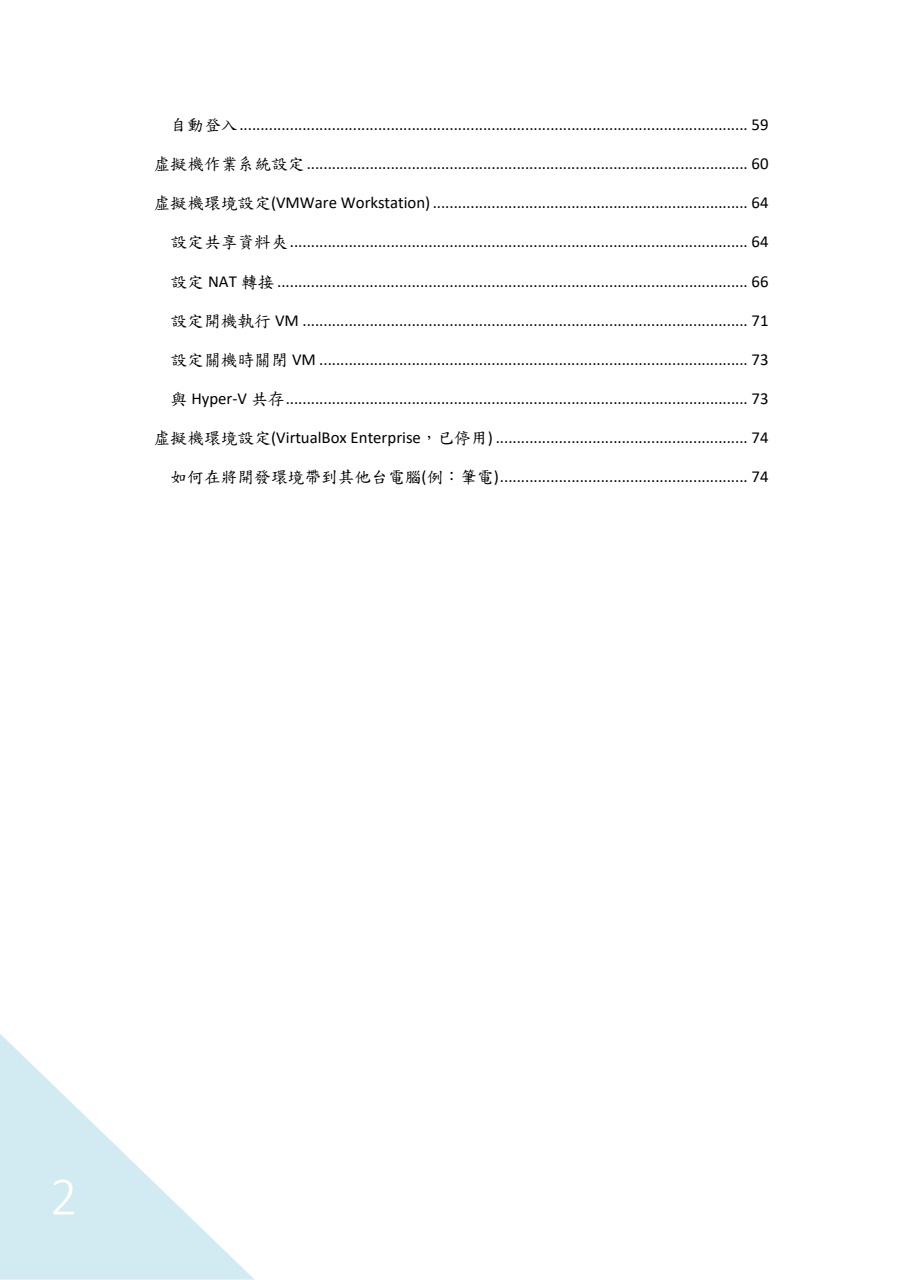 自動登入........................................................................................................................ 59
虛擬機作業系統設定......................................................................................................... 60
虛擬機環境設定(VMWare Workstation)........................................................................... 64
設定共享資料夾............................................................................................................. 64
設定 NAT 轉接................................................................................................................ 66
設定開機執行 VM.......................................................................................................... 71
設定關機時關閉 VM...................................................................................................... 73
與 Hyper-V 共存.............................................................................................................. 73
虛擬機環境設定(VirtualBox Enterprise，已停用)............................................................ 74
如何在將開發環境帶到其他台電腦(例：筆電)........................................................... 74
2